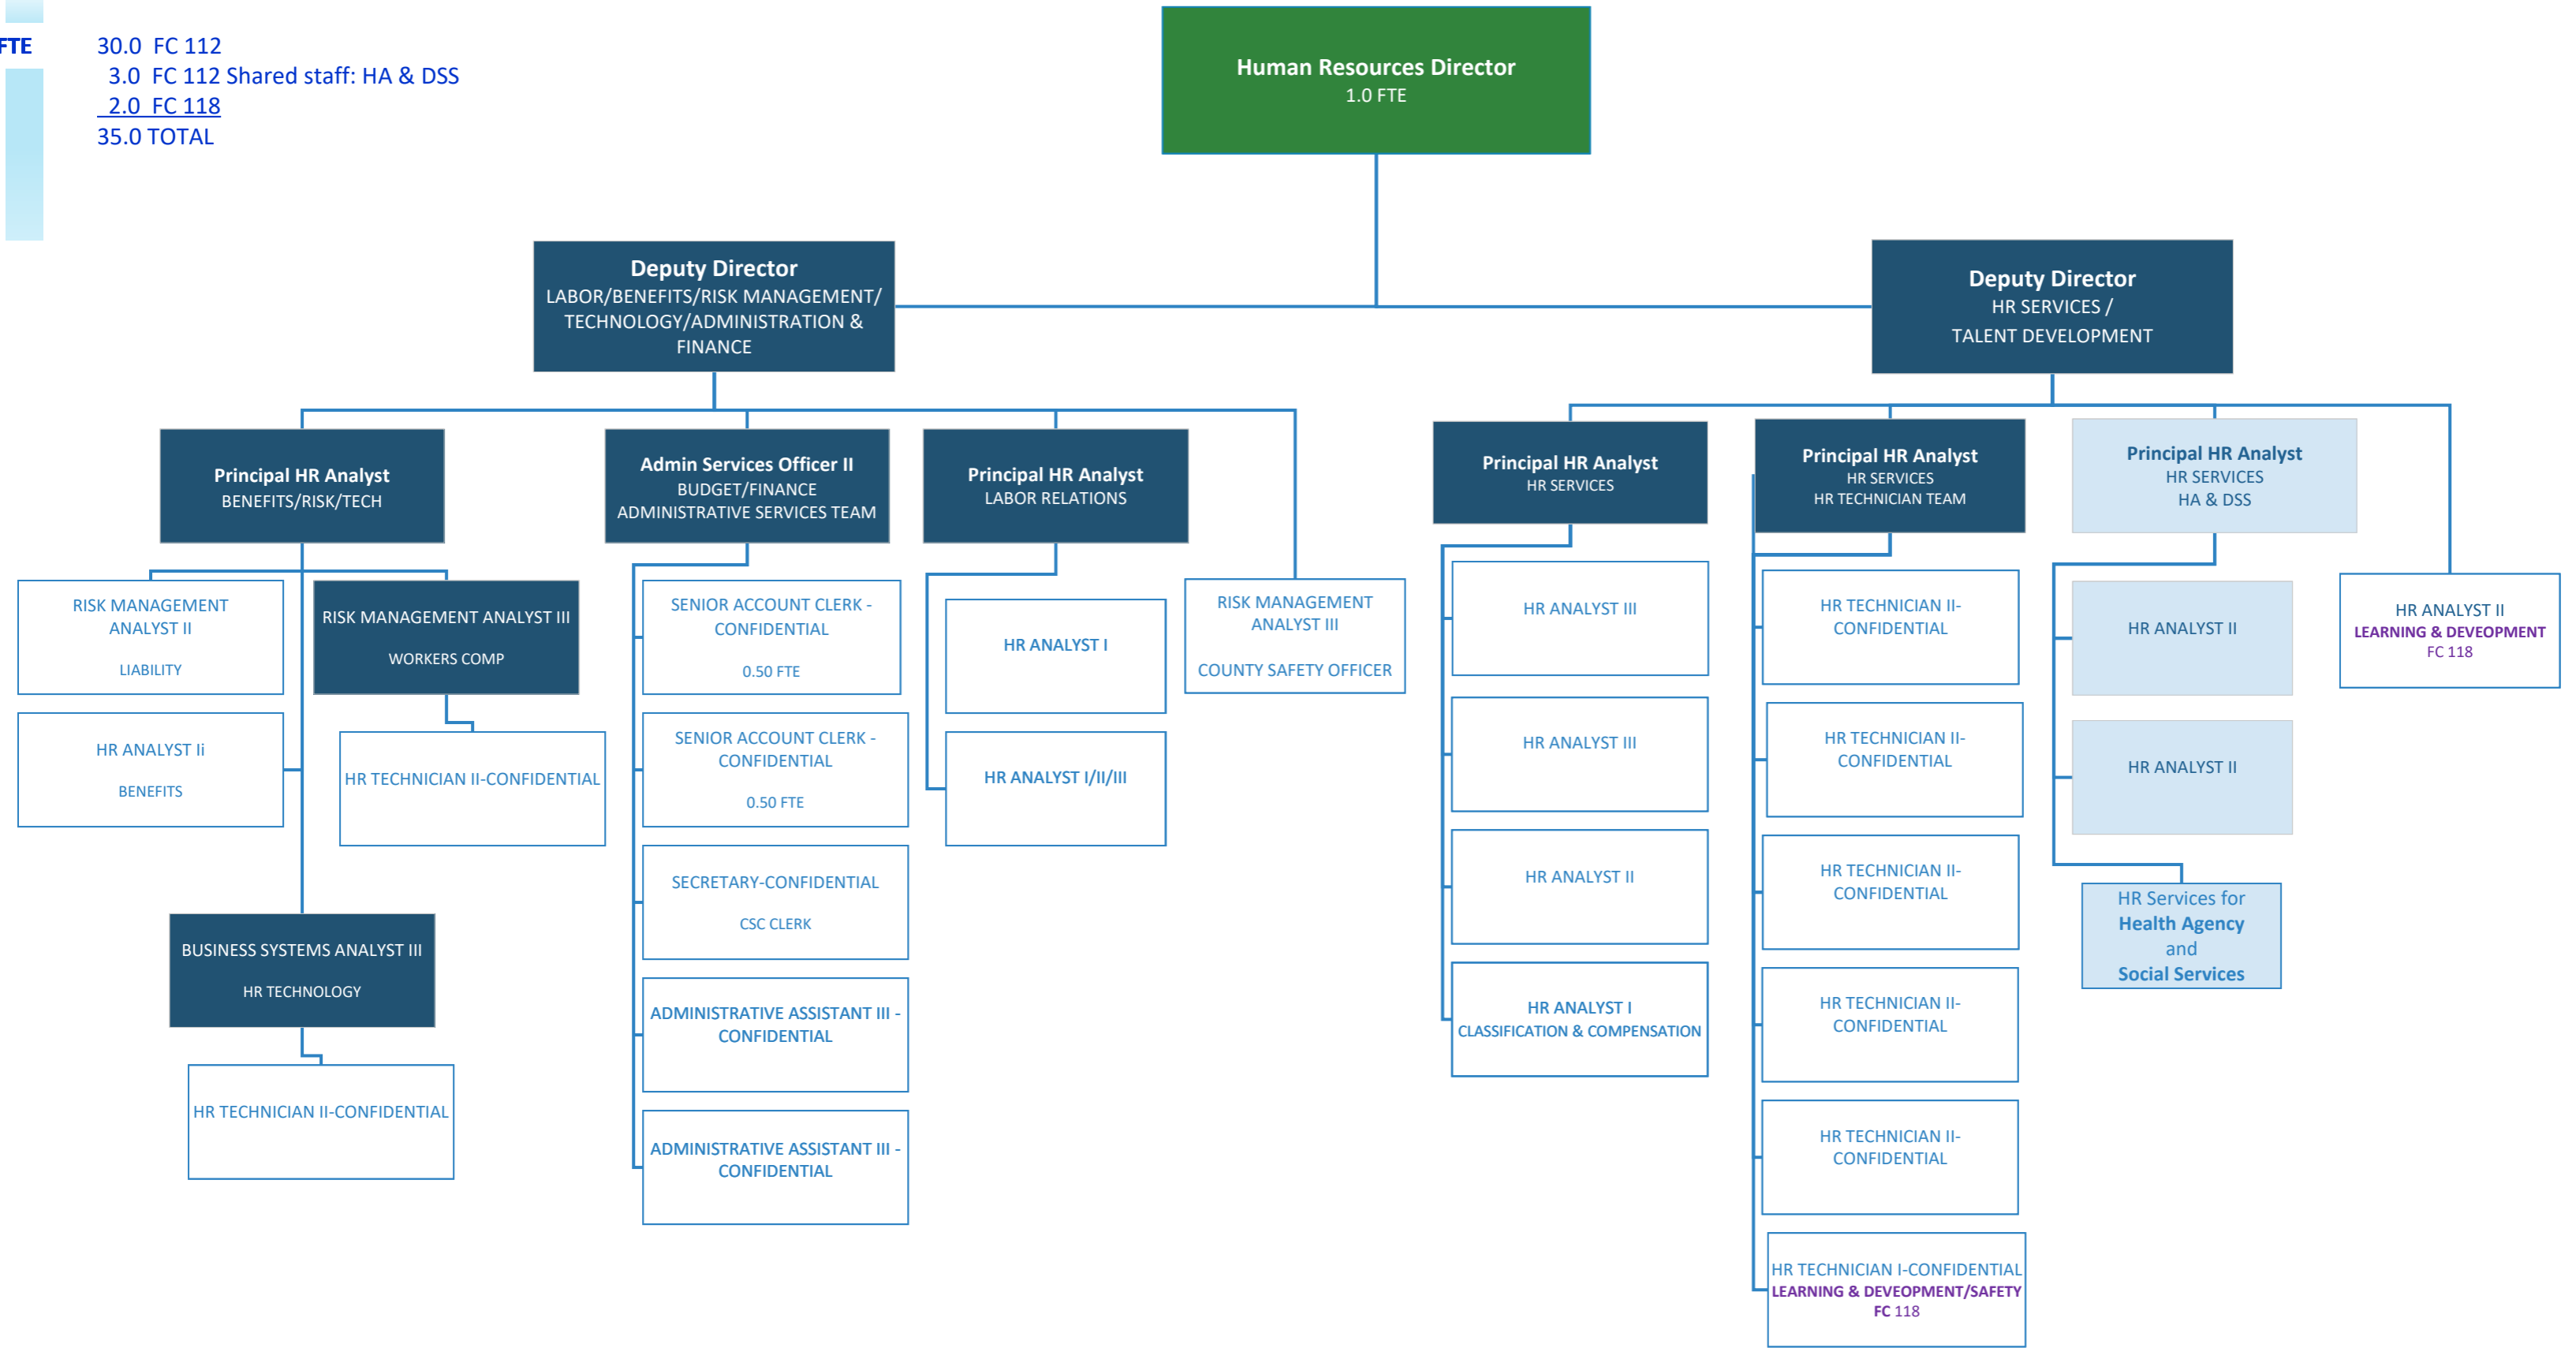 FTE
30.0 FC 112
3.0 FC 112 Shared staff: HA & DSS
2.0 FC 118
35.0 TOTAL
Human Resources Director
1.0 FTE
Deputy Director
LABOR/BENEFITS/RISK MANAGEMENT/
TECHNOLOGY/ADMINISTRATION &
FINANCE
Deputy Director
HR SERVICES /
TALENT DEVELOPMENT
Principal HR Analyst
BENEFITS/RISK/TECH
Admin Services Officer II
BUDGET/FINANCE
ADMINISTRATIVE SERVICES TEAM
Principal HR Analyst
LABOR RELATIONS
Principal HR Analyst
HR SERVICES
Principal HR Analyst
HR SERVICES
HR TECHNICIAN TEAM
Principal HR Analyst
HR SERVICES
HA & DSS
RISK MANAGEMENT
ANALYST II
LIABILITY
RISK MANAGEMENT ANALYST III
WORKERS COMP
HR ANALYST Ii
BENEFITS
HR TECHNICIAN II-CONFIDENTIAL
BUSINESS SYSTEMS ANALYST III
HR TECHNOLOGY
HR TECHNICIAN II-CONFIDENTIAL
SENIOR ACCOUNT CLERK -
CONFIDENTIAL
0.50 FTE
SENIOR ACCOUNT CLERK -
CONFIDENTIAL
0.50 FTE
SECRETARY-CONFIDENTIAL
CSC CLERK
ADMINISTRATIVE ASSISTANT III -
CONFIDENTIAL
ADMINISTRATIVE ASSISTANT III -
CONFIDENTIAL
HR ANALYST I
HR ANALYST I/II/III
RISK MANAGEMENT
ANALYST III
COUNTY SAFETY OFFICER
HR ANALYST III
HR ANALYST III
HR ANALYST II
HR ANALYST I
CLASSIFICATION & COMPENSATION
HR TECHNICIAN II-
CONFIDENTIAL
HR TECHNICIAN II-
CONFIDENTIAL
HR TECHNICIAN II-
CONFIDENTIAL
HR TECHNICIAN II-
CONFIDENTIAL
HR TECHNICIAN II-
CONFIDENTIAL
HR TECHNICIAN I-CONFIDENTIAL
LEARNING & DEVEOPMENT/SAFETY
FC 118
HR ANALYST II
HR ANALYST II
HR Services for
Health Agency
and
Social Services
HR ANALYST II
LEARNING & DEVEOPMENT
FC 118